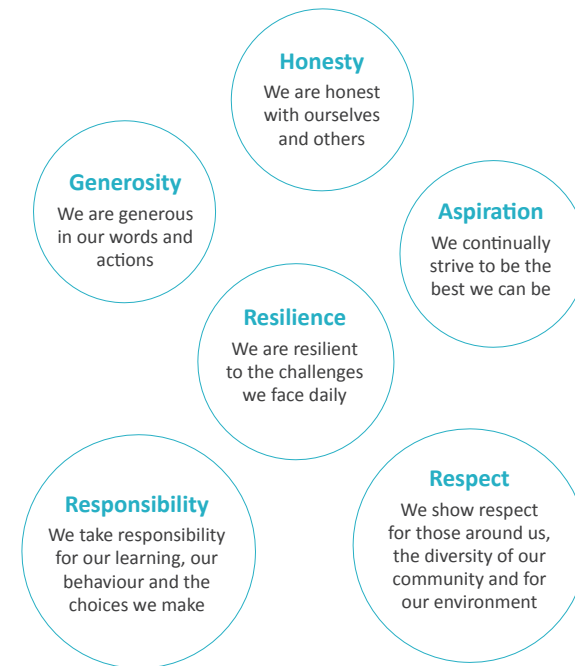 Honesty
We are honest
with ourselves
and others
Generosity
We are generous
in our words and
actions
Aspiration
We continually
strive to be the
best we can be
Resilience
We are resilient
to the challenges
we face daily
Responsibility
We take responsibility
for our learning, our
behaviour and the
choices we make
Respect
We show respect
for those around us,
the diversity of our
community and for
our environment